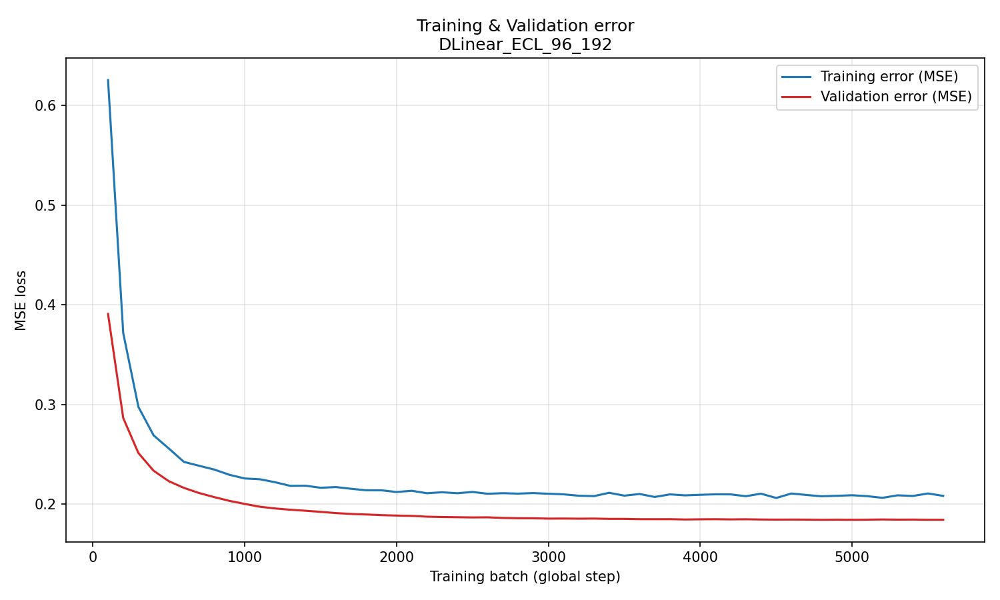 Training & Validation error
DLinear_ECL_96_192
Training error (MSE)
Validation error (MSE)
0.6
0.5
0.4
0.3
0.2
MSE loss
0 1000 2000 3000 4000 5000
Training batch (global step)